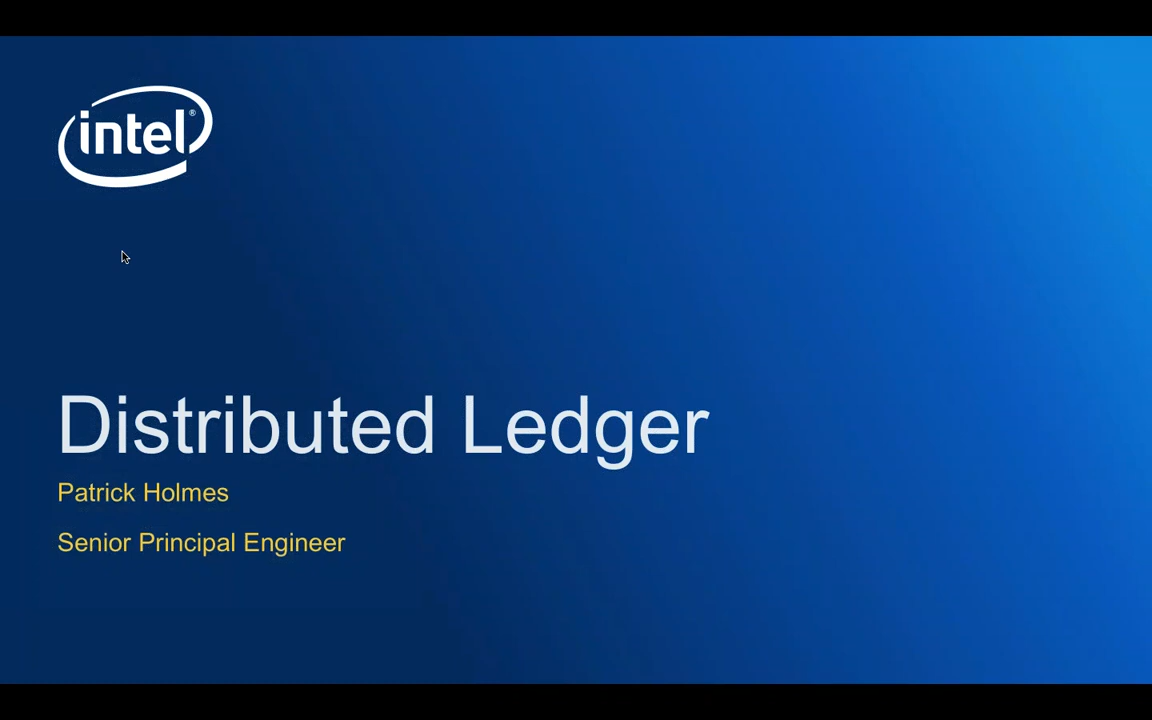 intel®
Distributed Ledger
Patrick Holmes
Senior Principal Engineer